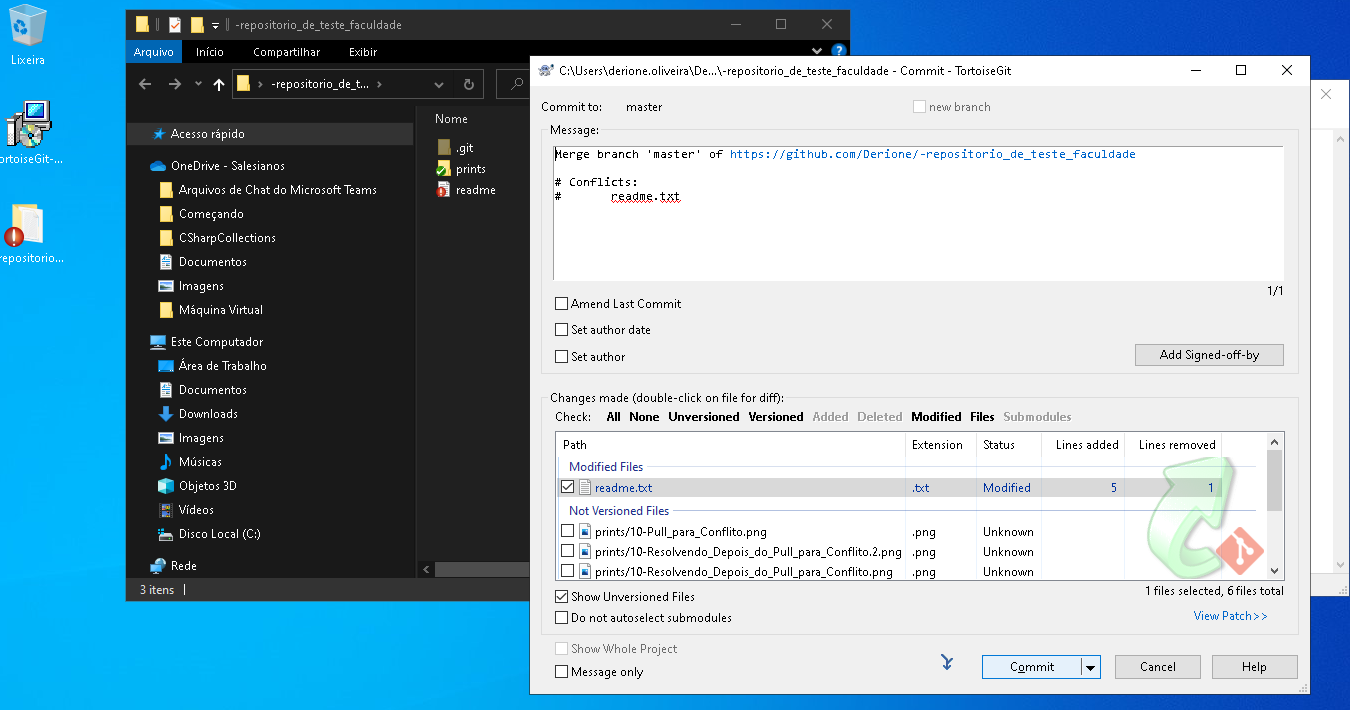 Lixeira
ortoiseGit-...
repositorio...
-repositorio_de_teste_faculdade
Arquivo Início Compartilhar Exibir
-repositorio_de_t...
Acesso rápido
OneDrive - Salesianos
Arquivos de Chat do Microsoft Teams
Começando
CSharpCollections
Documentos
Imagens
Máquina Virtual
Este Computador
Área de Trabalho
Documentos
Downloads
Imagens
Músicas
Objetos 3D
Vídeos
Disco Local (C:)
Rede
3 itens
Nome
.git
prints
readme
C:\Users\derione.oliveira\De...\-repositorio_de_teste_faculdade - Commit - TortoiseGit
Commit to: master new branch
Message:
Merge branch 'master' of https://github.com/Derione/-repositorio_de_teste_faculdade
# Conflicts:
# readme.txt
1/1
Amend Last Commit
Set author date
Set author
Add Signed-off-by
Changes made (double-click on file for diff):
Check: All None Unversioned Versioned Added Deleted Modified Files Submodules
Path Extension Status Lines added Lines removed
Modified Files
readme.txt .txt Modified 5 1
Not Versioned Files
prints/10-Pull_para_Conflito.png .png Unknown
prints/10-Resolvendo_Depois_do_Pull_para_Conflito.2.png .png Unknown
prints/10-Resolvendo_Depois_do_Pull_para_Conflito.png .png Unknown
Show Unversioned Files
1 files selected, 6 files total
Do not autoselect submodules
View Patch>>
Show Whole Project
Message only
Commit Cancel Help